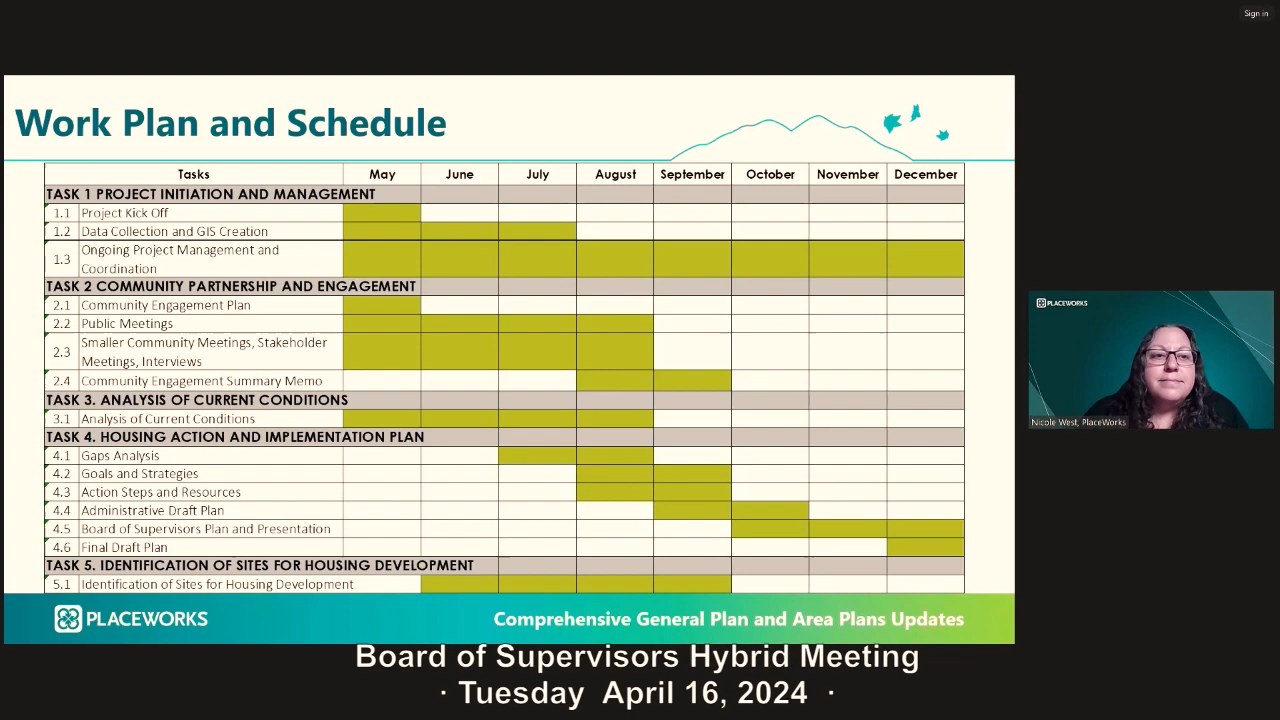 Sign in
Work Plan and Schedule
Tasks May June July August September October November December
TASK 1 PROJECT INITIATION AND MANAGEMENT
1.1 Project Kick Off
1.2 Data Collection and GIS Creation
1.3 Ongoing Project Management and
Coordination
TASK 2 COMMUNITY PARTNERSHIP AND ENGAGEMENT
2.1 Community Engagement Plan
2.2 Public Meetings
2.3 Smaller Community Meetings, Stakeholder
Meetings, Interviews
2.4 Community Engagement Summary Memo
TASK 3. ANALYSIS OF CURRENT CONDITIONS
3.1 Analysis of Current Conditions
TASK 4. HOUSING ACTION AND IMPLEMENTATION PLAN
4.1 Gaps Analysis
4.2 Goals and Strategies
4.3 Action Steps and Resources
4.4 Administrative Draft Plan
4.5 Board of Supervisors Plan and Presentation
4.6 Final Draft Plan
TASK 5. IDENTIFICATION OF SITES FOR HOUSING DEVELOPMENT
5.1 Identification of Sites for Housing Development
PLACEWORKS
Comprehensive General Plan and Area Plans Updates
PLACEWORKS
Nicole West, PlaceWorks
Board of Supervisors Hybrid Meeting
· Tuesday April 16, 2024 ·